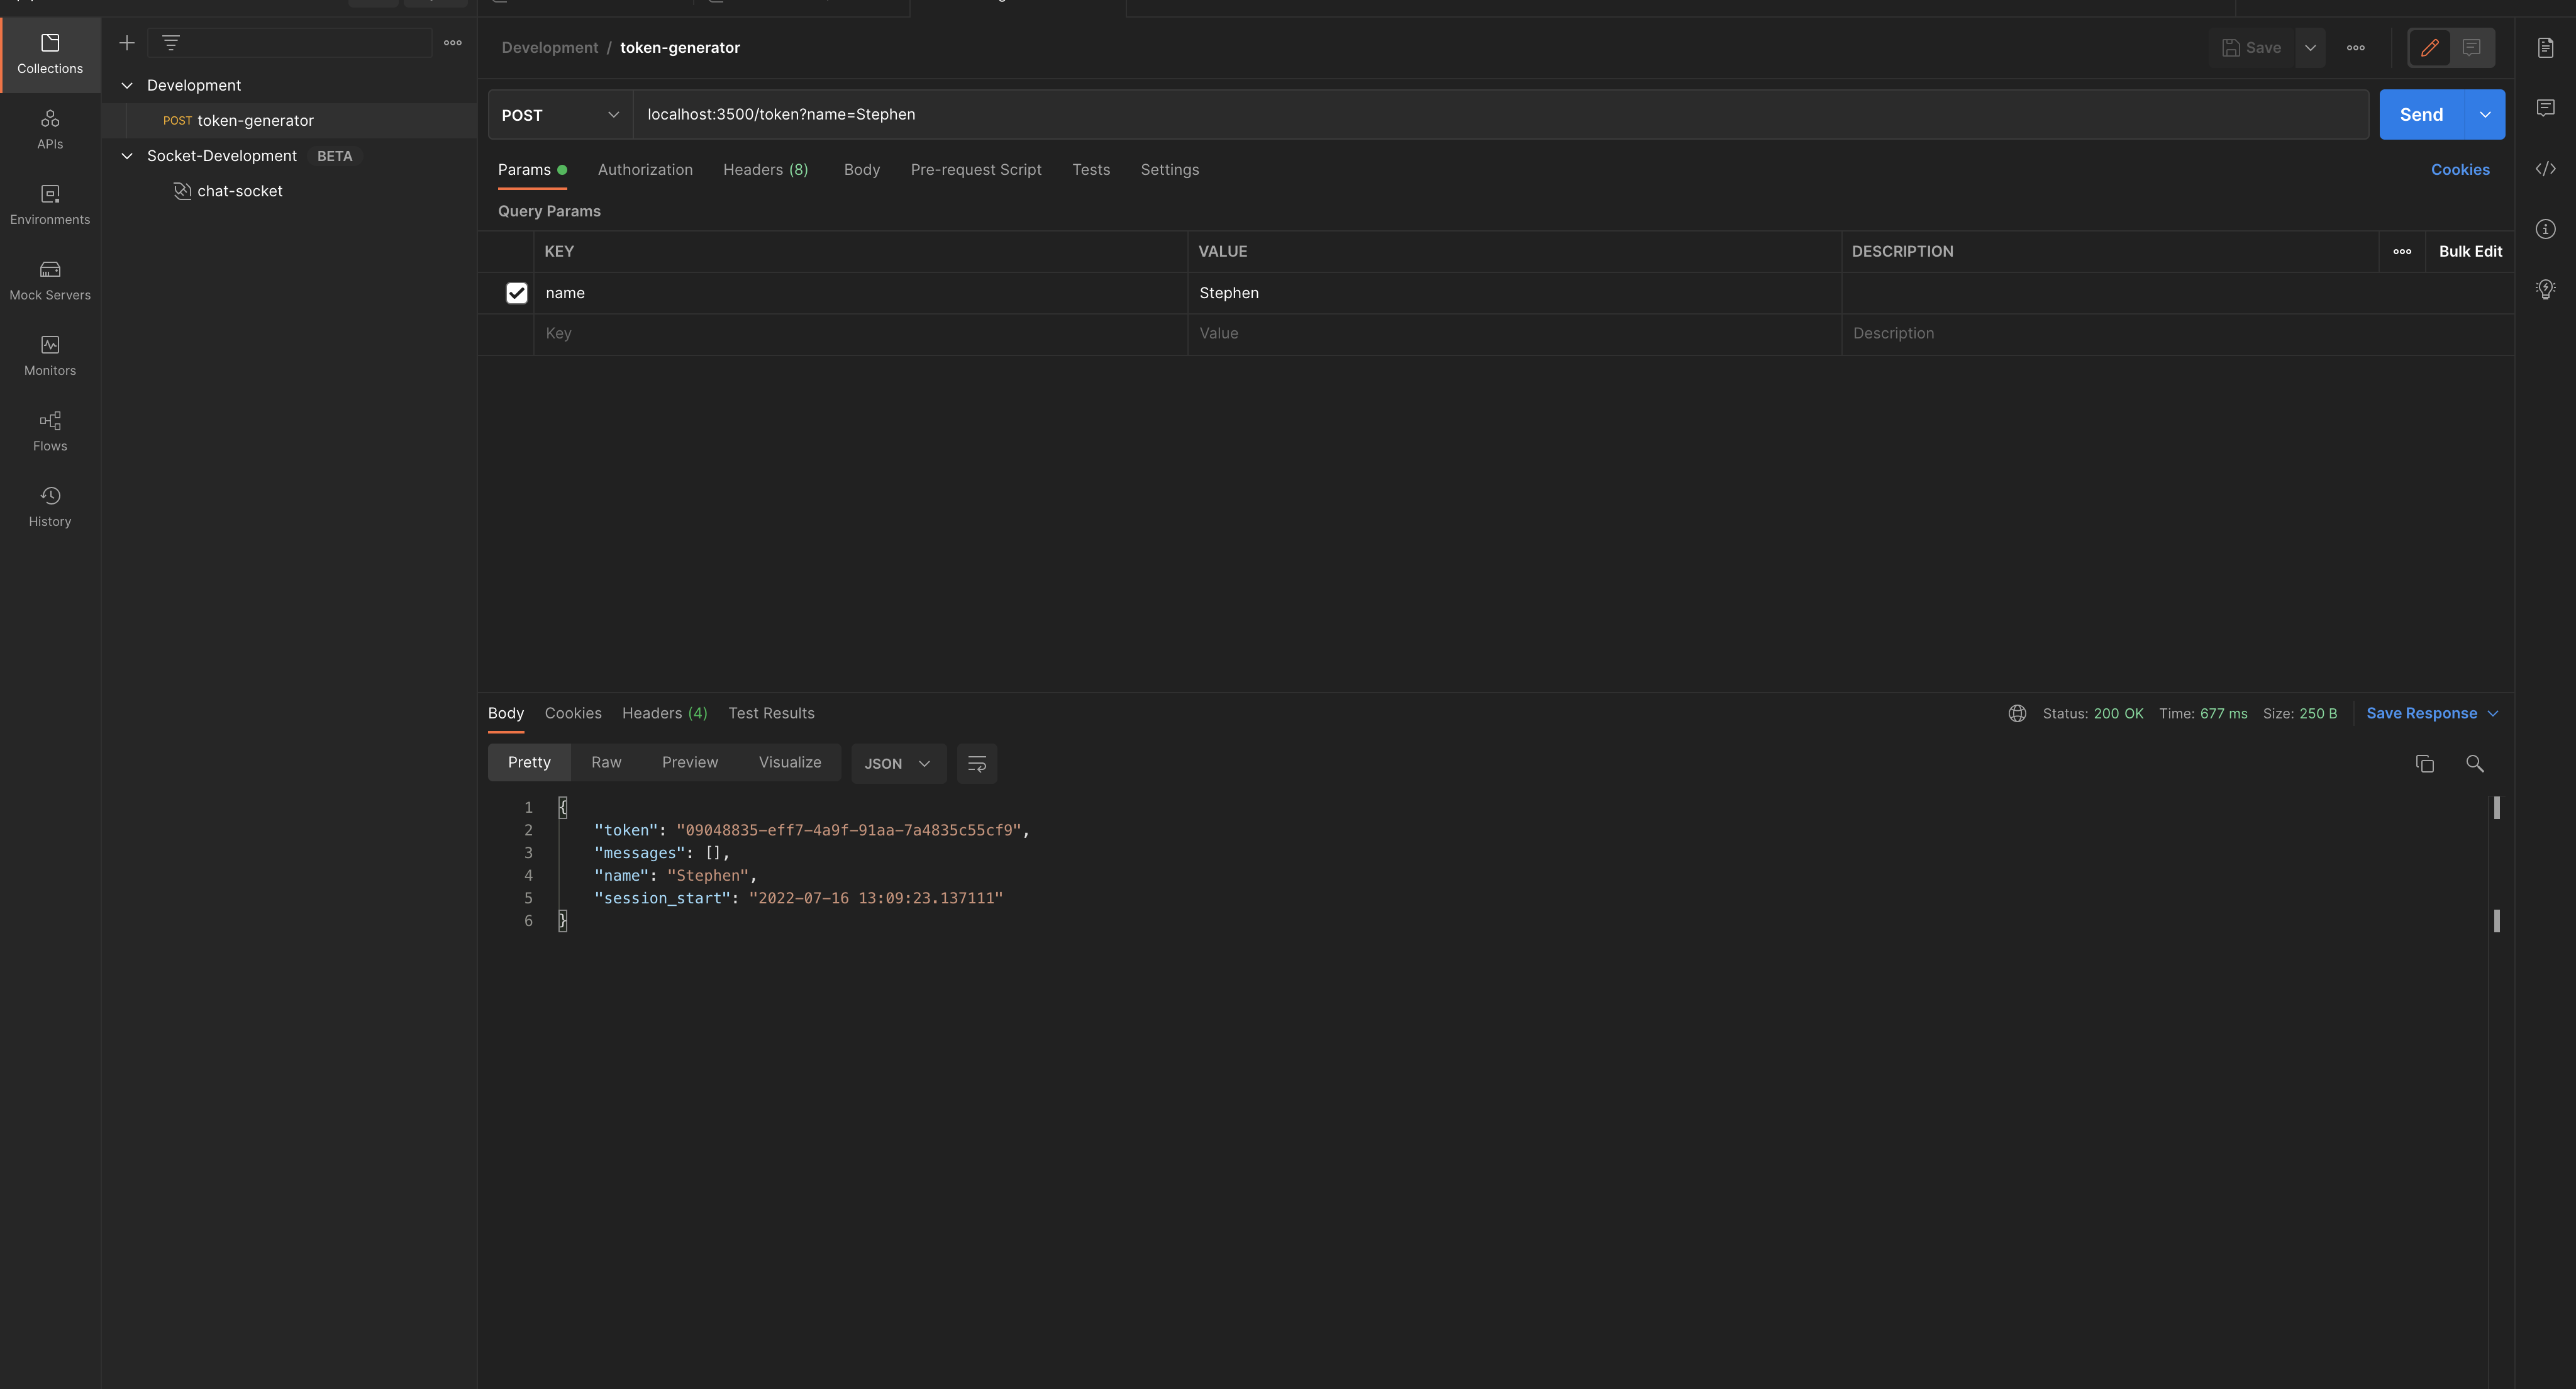 Collections
APIs
Environments
Mock Servers
Monitors
Flows
History
Development
POST token-generator
Socket-Development BETA
chat-socket
Development / token-generator
Save
POST localhost:3500/token?name=Stephen
Send
Params Authorization Headers (8) Body Pre-request Script Tests Settings Cookies
Query Params
KEY VALUE DESCRIPTION Bulk Edit
name Stephen
Key Value Description
Body Cookies Headers (4) Test Results Status: 200 OK Time: 677 ms Size: 250 B Save Response
Pretty Raw Preview Visualize JSON
1 {
2 "token": "09048835-eff7-4a9f-91aa-7a4835c55cf9",
3 "messages": [],
4 "name": "Stephen",
5 "session_start": "2022-07-16 13:09:23.137111"
6 }